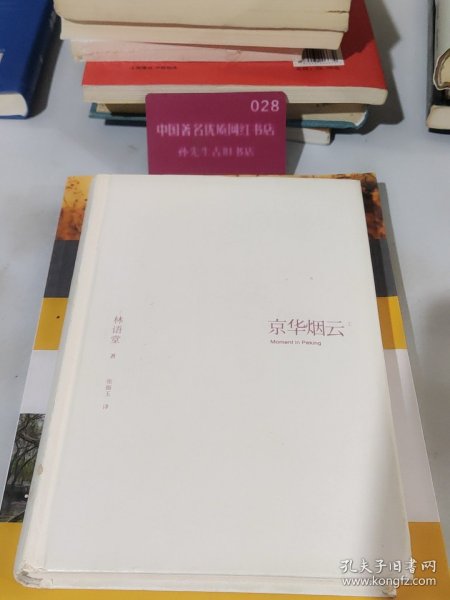 028
中国著名优质网红书店
孙先生古旧书店
京华烟云
Moment in Peking
林语堂
著
张振玉
译
孔夫子旧书网
www.kongfz.com